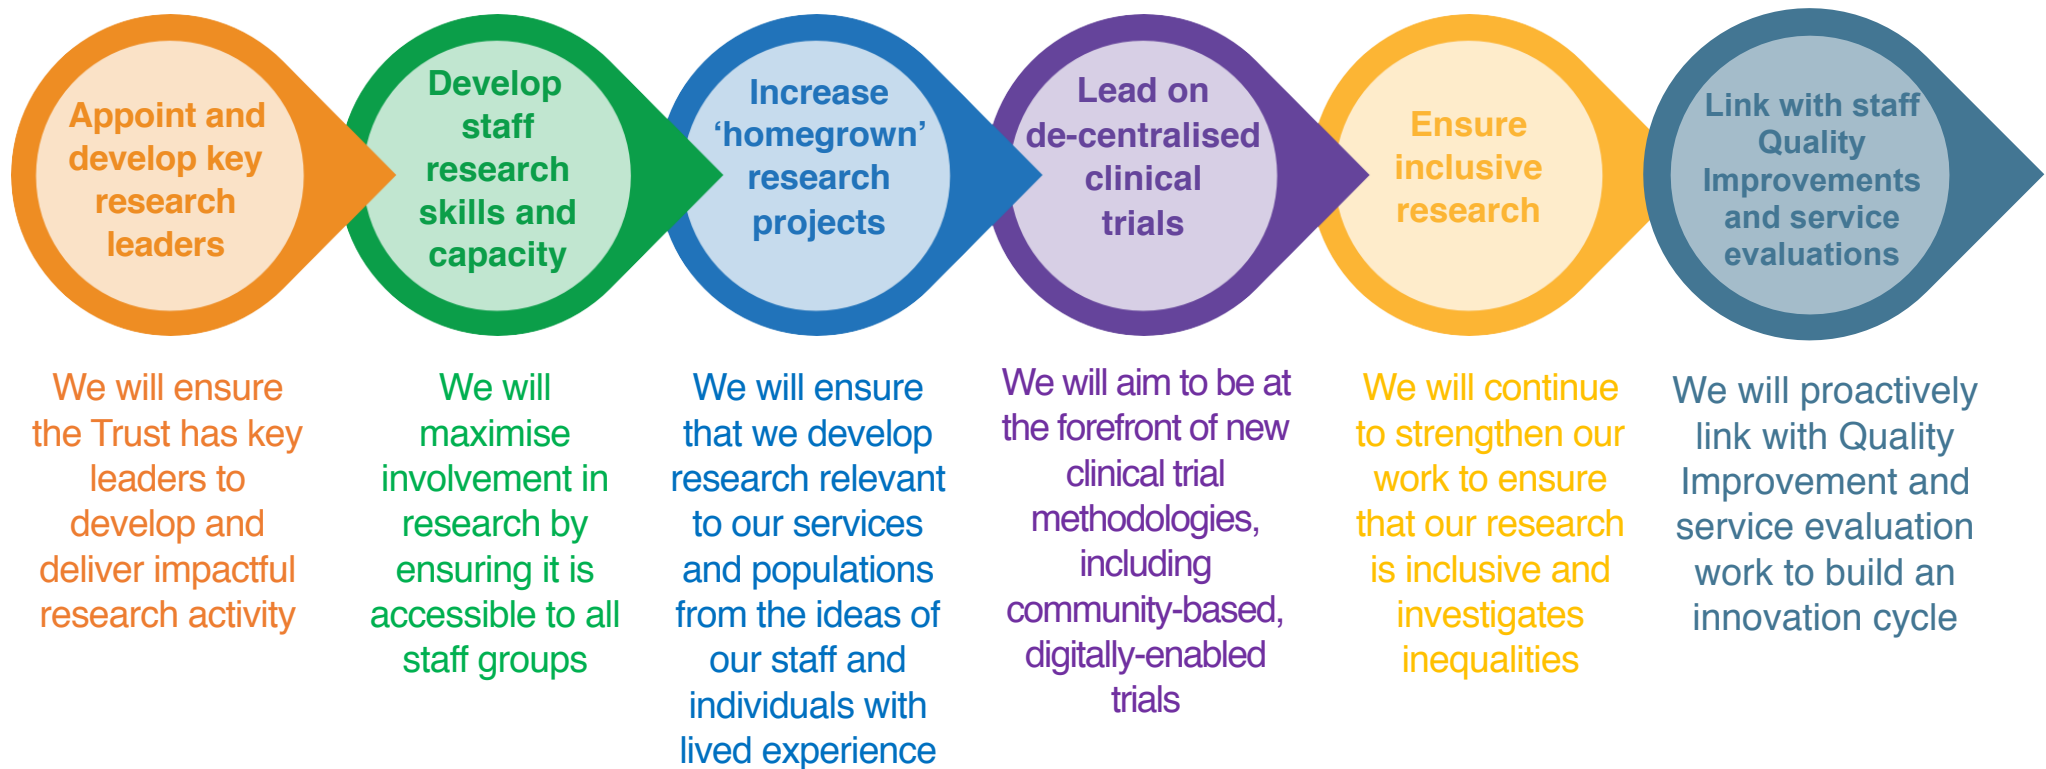 Appoint and
develop key
research
leaders
Develop
staff
research
skills and
capacity
Increase
‘homegrown’
research
projects
Lead on
de-centralised
clinical
trials
Ensure
inclusive
research
Link with staff
Quality
Improvements
and service
evaluations
We will ensure
the Trust has key
leaders to
develop and
deliver impactful
research activity
We will
maximise
involvement in
research by
ensuring it is
accessible to all
staff groups
We will ensure
that we develop
research relevant
to our services
and populations
from the ideas of
our staff and
individuals with
lived experience
We will aim to be at
the forefront of new
clinical trial
methodologies,
including
community-based,
digitally-enabled
trials
We will continue
to strengthen our
work to ensure
that our research
is inclusive and
investigates
inequalities
We will proactively
link with Quality
Improvement and
service evaluation
work to build an
innovation cycle